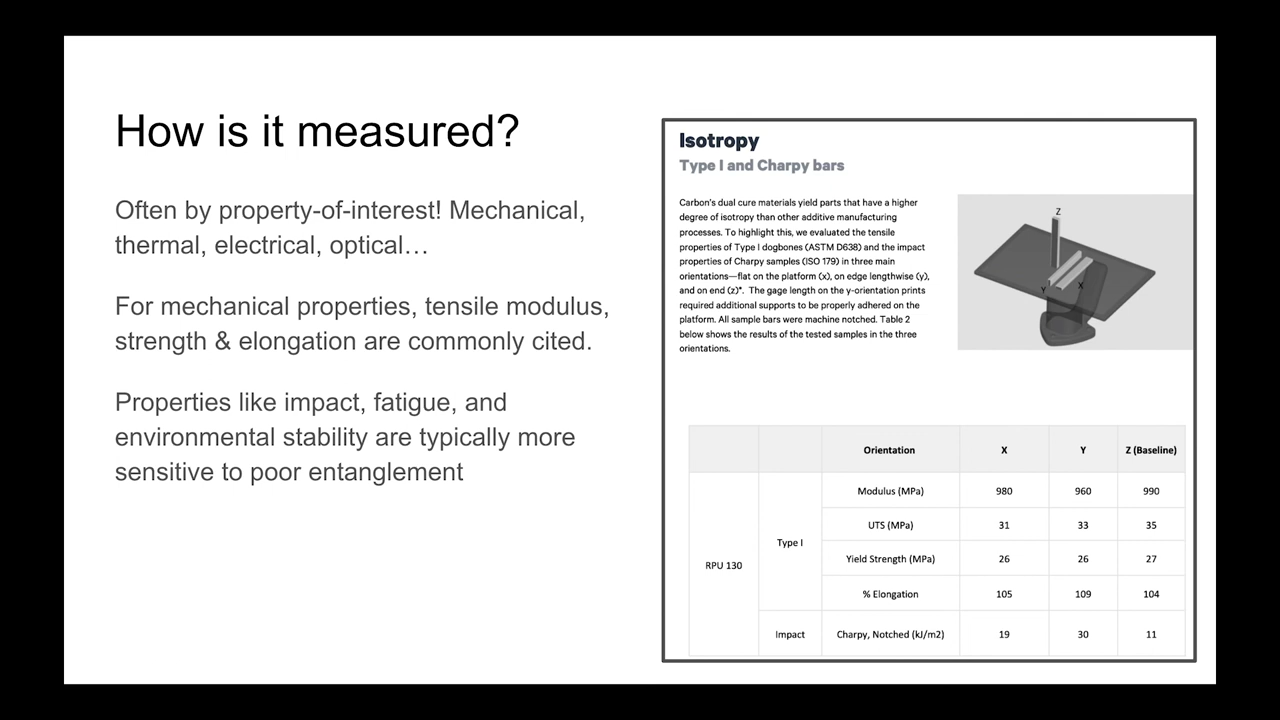 How is it measured?
Often by property-of-interest! Mechanical,
thermal, electrical, optical…
For mechanical properties, tensile modulus,
strength & elongation are commonly cited.
Properties like impact, fatigue, and
environmental stability are typically more
sensitive to poor entanglement
Isotropy
Type I and Charpy bars
Carbon's dual cure materials yield parts that have a higher
degree of isotropy than other additive manufacturing
processes. To highlight this, we evaluated the tensile
properties of Type I dogbones (ASTM D638) and the impact
properties of Charpy samples (ISO 179) in three main
orientations—flat on the platform (x), on edge lengthwise (y),
and on end (z)*. The gage length on the y-orientation prints
required additional supports to be properly adhered on the
platform. All sample bars were machine notched. Table 2
below shows the results of the tested samples in the three
orientations.
Z
Y X
Orientation X Y Z (Baseline)
Modulus (MPa) 980 960 990
UTS (MPa) 31 33 35
Type I
Yield Strength (MPa) 26 26 27
RPU 130
% Elongation 105 109 104
Impact Charpy, Notched (kJ/m2) 19 30 11